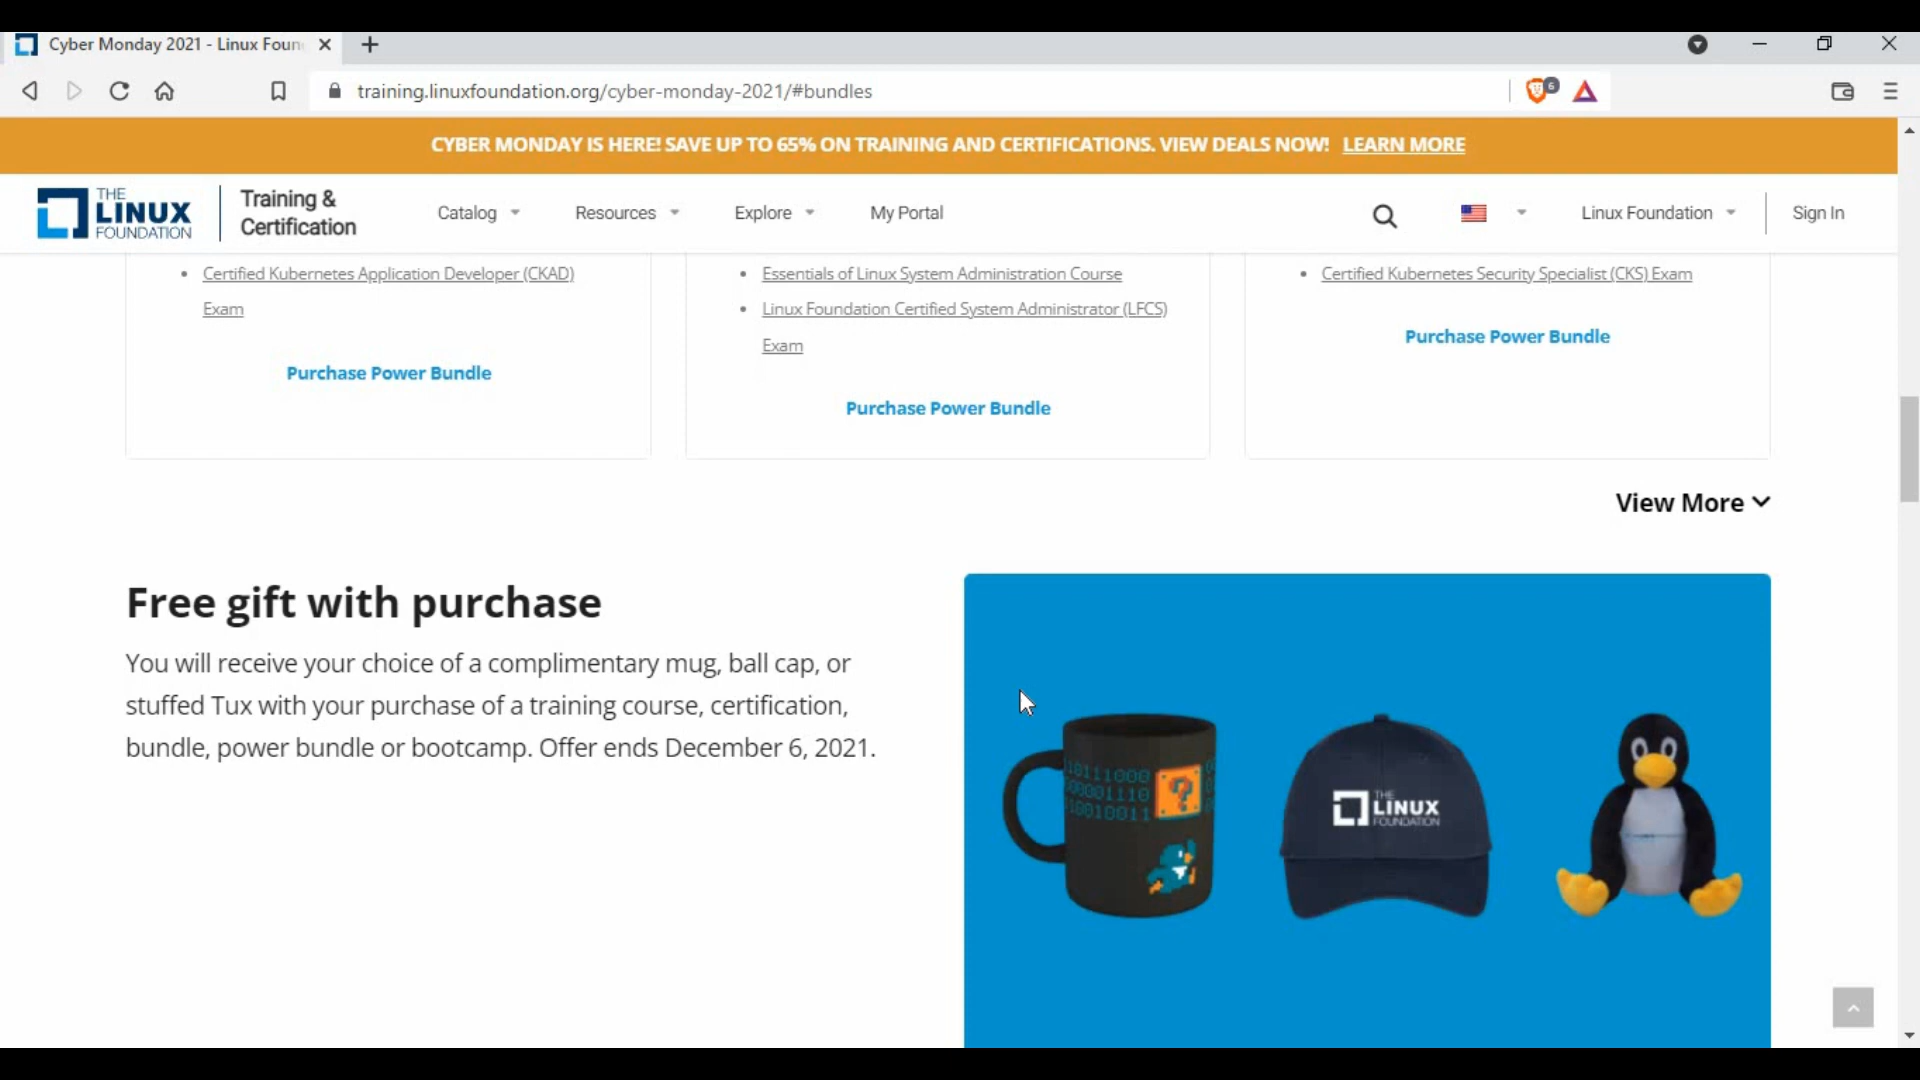 Cyber Monday 2021 - Linux Foun
training.linuxfoundation.org/cyber-monday-2021/#bundles
6
CYBER MONDAY IS HERE! SAVE UP TO 65% ON TRAINING AND CERTIFICATIONS. VIEW DEALS NOW! LEARN MORE
THE LINUX FOUNDATION
Training & Certification
Catalog
Resources
Explore
My Portal
Linux Foundation
Sign In
Certified Kubernetes Application Developer (CKAD)
Exam
Purchase Power Bundle
Essentials of Linux System Administration Course
Linux Foundation Certified System Administrator (LFCS)
Exam
Purchase Power Bundle
Certified Kubernetes Security Specialist (CKS) Exam
Purchase Power Bundle
View More
Free gift with purchase
You will receive your choice of a complimentary mug, ball cap, or
stuffed Tux with your purchase of a training course, certification,
bundle, power bundle or bootcamp. Offer ends December 6, 2021.
?
THE
LINUX
FOUNDATION